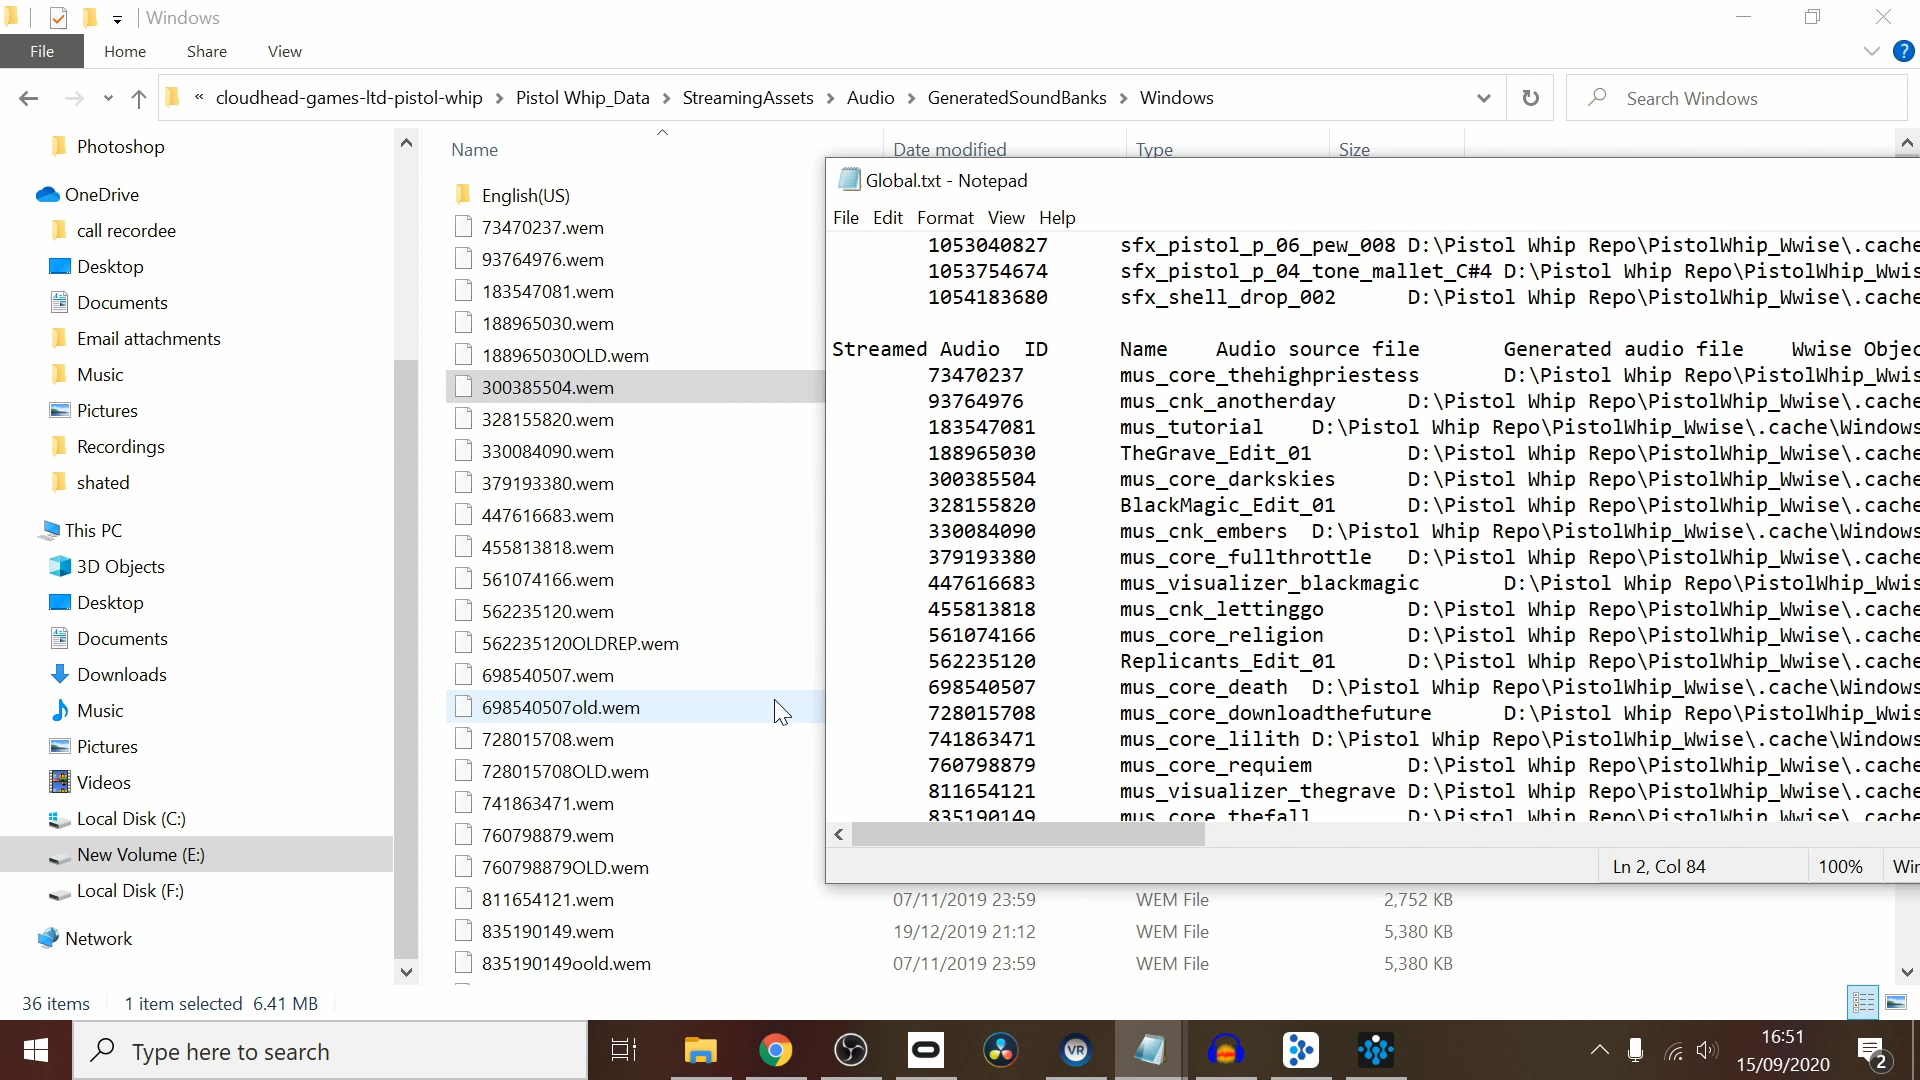 Windows
File Home Share View
« cloudhead-games-ltd-pistol-whip > Pistol Whip_Data > StreamingAssets > Audio > GeneratedSoundBanks > Windows
Search Windows
Photoshop
OneDrive
call recordee
Desktop
Documents
Email attachments
Music
Pictures
Recordings
shated
This PC
3D Objects
Desktop
Documents
Downloads
Music
Pictures
Videos
Local Disk (C:)
New Volume (E:)
Local Disk (F:)
Network
Name Date modified Type Size
English(US)
73470237.wem
93764976.wem
183547081.wem
188965030.wem
188965030OLD.wem
300385504.wem
328155820.wem
330084090.wem
379193380.wem
447616683.wem
455813818.wem
561074166.wem
562235120.wem
562235120OLDREP.wem
698540507.wem
698540507old.wem
728015708.wem
728015708OLD.wem
741863471.wem
760798879.wem
760798879OLD.wem
811654121.wem 07/11/2019 23:59 WEM File 2,752 KB
835190149.wem 19/12/2019 21:12 WEM File 5,380 KB
835190149oold.wem 07/11/2019 23:59 WEM File 5,380 KB
Global.txt - Notepad
File Edit Format View Help
1053040827 sfx_pistol_p_06_pew_008 D:\Pistol Whip Repo\PistolWhip_Wwise\.cache
1053754674 sfx_pistol_p_04_tone_mallet_C#4 D:\Pistol Whip Repo\PistolWhip_Wwis
1054183680 sfx_shell_drop_002 D:\Pistol Whip Repo\PistolWhip_Wwise\.cache
Streamed Audio ID Name Audio source file Generated audio file Wwise Objec
73470237 mus_core_thehighpriestess D:\Pistol Whip Repo\PistolWhip_Wwis
93764976 mus_cnk_anotherday D:\Pistol Whip Repo\PistolWhip_Wwise\.cache
183547081 mus_tutorial D:\Pistol Whip Repo\PistolWhip_Wwise\.cache\Windows
188965030 TheGrave_Edit_01 D:\Pistol Whip Repo\PistolWhip_Wwise\.cache
300385504 mus_core_darkskies D:\Pistol Whip Repo\PistolWhip_Wwise\.cache
328155820 BlackMagic_Edit_01 D:\Pistol Whip Repo\PistolWhip_Wwise\.cache
330084090 mus_cnk_embers D:\Pistol Whip Repo\PistolWhip_Wwise\.cache\Windows
379193380 mus_core_fullthrottle D:\Pistol Whip Repo\PistolWhip_Wwise\.cache
447616683 mus_visualizer_blackmagic D:\Pistol Whip Repo\PistolWhip_Wwis
455813818 mus_cnk_lettinggo D:\Pistol Whip Repo\PistolWhip_Wwise\.cache
561074166 mus_core_religion D:\Pistol Whip Repo\PistolWhip_Wwise\.cache
562235120 Replicants_Edit_01 D:\Pistol Whip Repo\PistolWhip_Wwise\.cache
698540507 mus_core_death D:\Pistol Whip Repo\PistolWhip_Wwise\.cache\Windows
728015708 mus_core_downloadthefuture D:\Pistol Whip Repo\PistolWhip_Wwis
741863471 mus_core_lilith D:\Pistol Whip Repo\PistolWhip_Wwise\.cache\Windows
760798879 mus_core_requiem D:\Pistol Whip Repo\PistolWhip_Wwise\.cache
811654121 mus_visualizer_thegrave D:\Pistol Whip Repo\PistolWhip_Wwise\.cache
835190149 mus_core_thefall D:\Pistol Whip Repo\PistolWhip_Wwise\.cache
Ln 2, Col 84 100% Win
36 items 1 item selected 6.41 MB
Type here to search
VR
16:51
15/09/2020
2